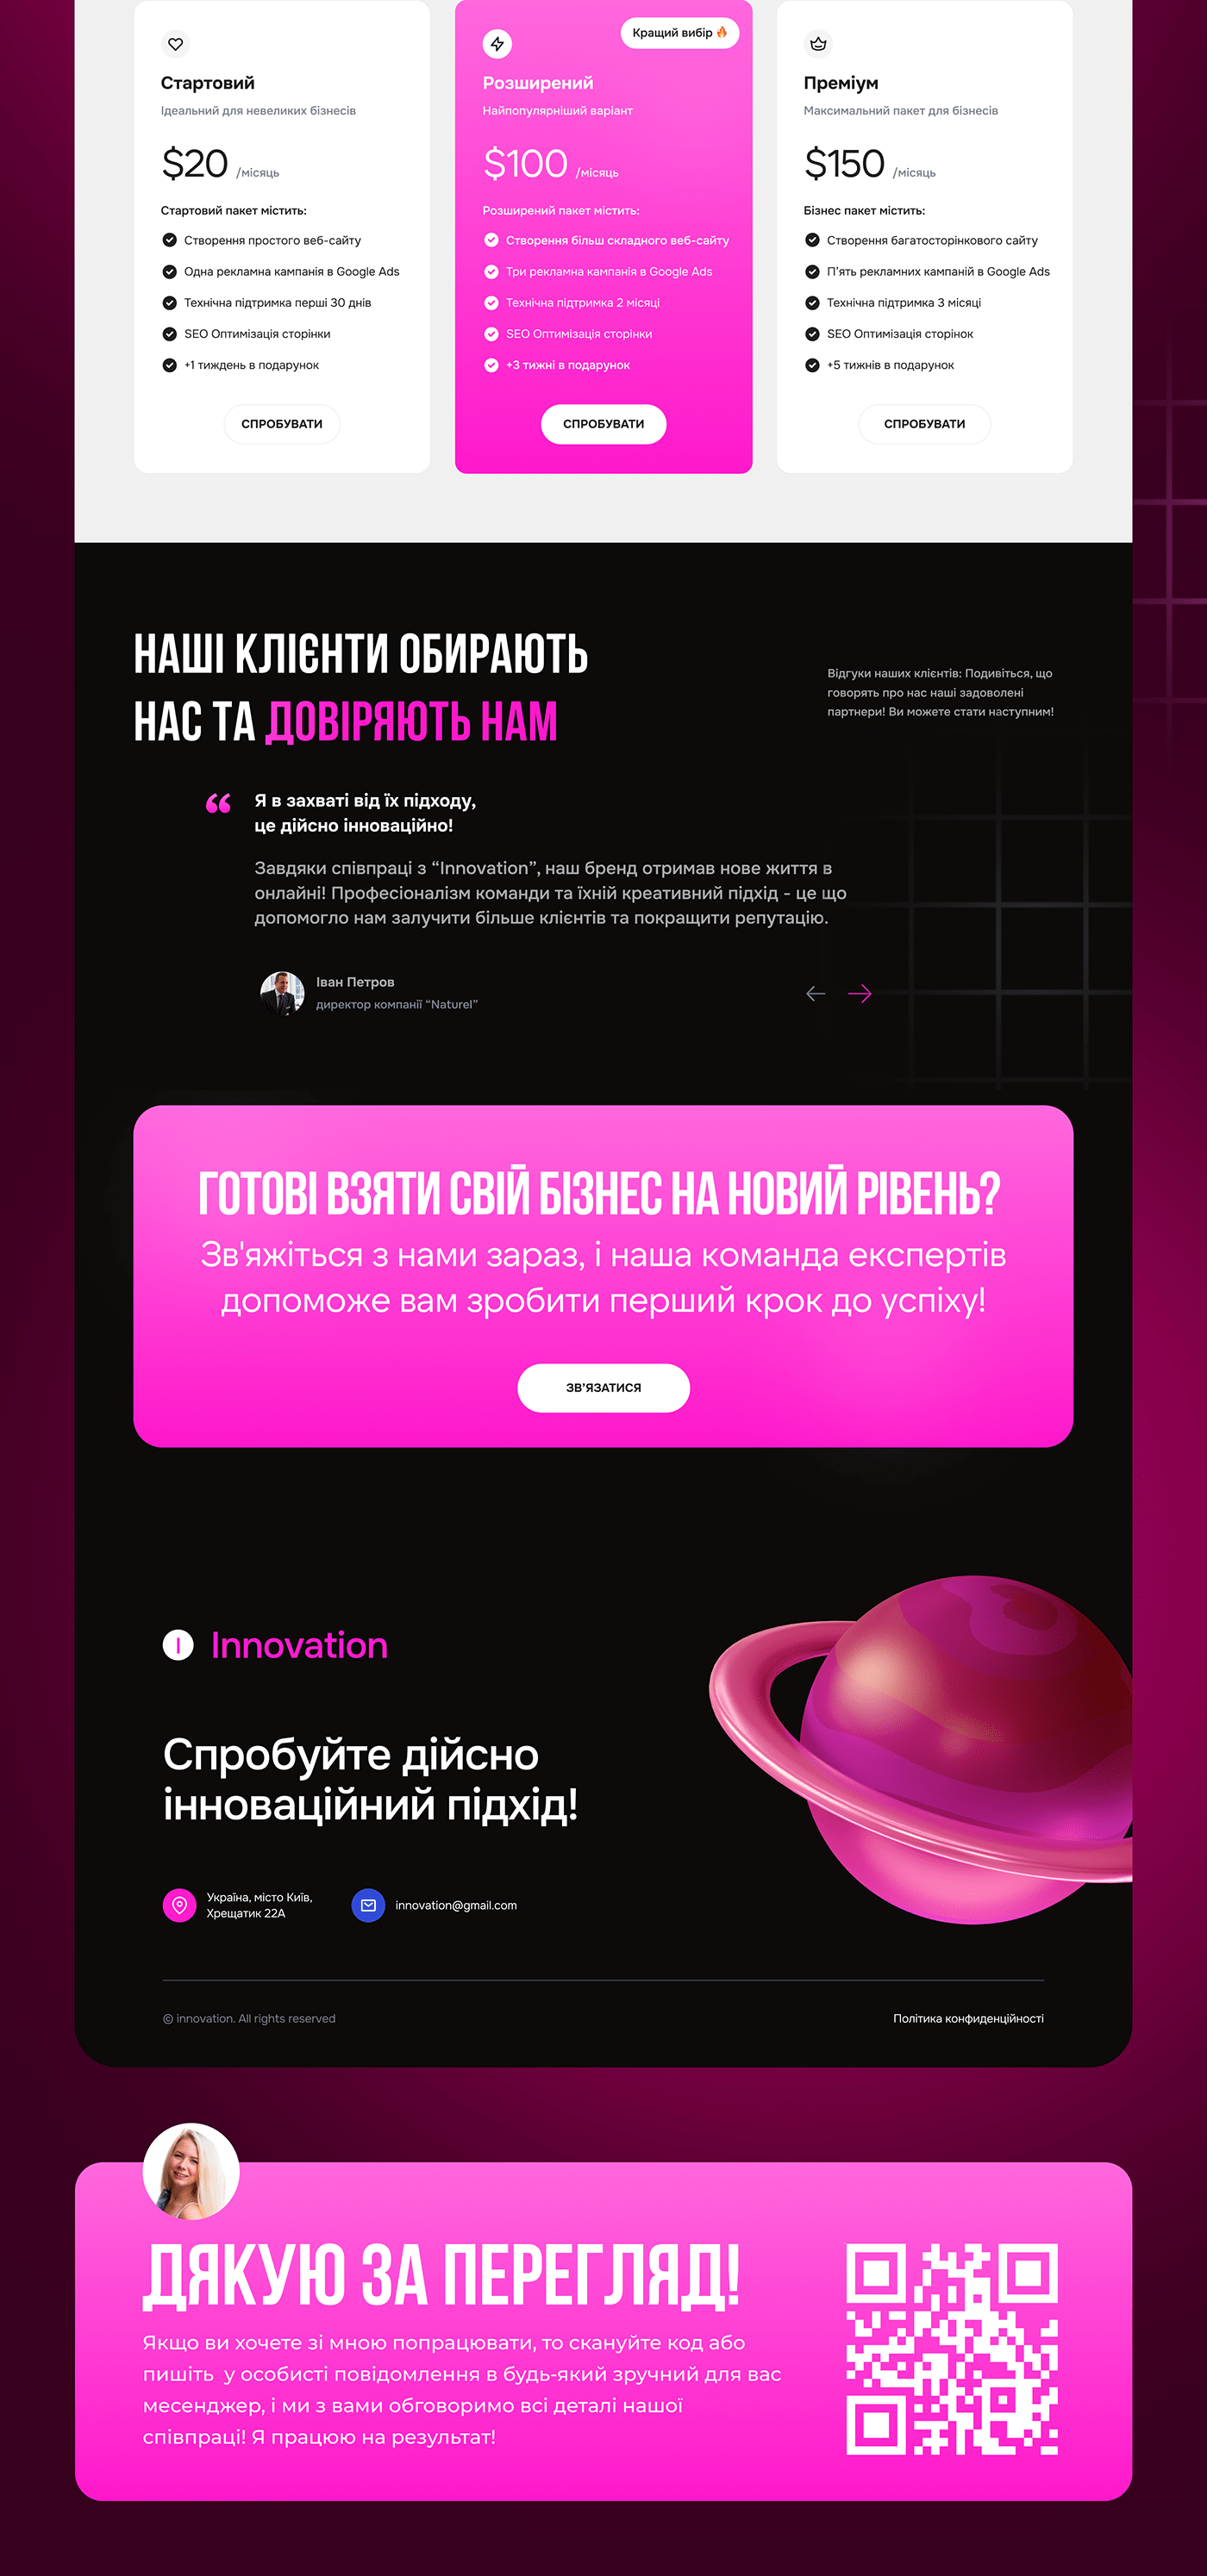 Стартовий
Ідеальний для невеликих бізнесів
$20 /місяць
Стартовий пакет містить:
Створення простого веб-сайту
Одна рекламна кампанія в Google Ads
Технічна підтримка перші 30 днів
SEO Оптимізація сторінки
+1 тиждень в подарунок
СПРОБУВАТИ
Кращий вибір 🔥
Розширений
Найпопулярніший варіант
$100 /місяць
Розширений пакет містить:
Створення більш складного веб-сайту
Три рекламна кампанія в Google Ads
Технічна підтримка 2 місяці
SEO Оптимізація сторінки
+3 тижні в подарунок
СПРОБУВАТИ
Преміум
Максимальний пакет для бізнесів
$150 /місяць
Бізнес пакет містить:
Створення багатосторінкового сайту
П’ять рекламних кампаній в Google Ads
Технічна підтримка 3 місяці
SEO Оптимізація сторінок
+5 тижнів в подарунок
СПРОБУВАТИ
НАШІ КЛІЄНТИ ОБИРАЮТЬ
НАС ТА ДОВІРЯЮТЬ НАМ
Відгуки наших клієнтів: Подивіться, що
говорять про нас наші задоволені
партнери! Ви можете стати наступним!
“
Я в захваті від їх підходу,
це дійсно інноваційно!
Завдяки співпраці з “Innovation”, наш бренд отримав нове життя в
онлайні! Професіоналізм команди та їхній креативний підхід - це що
допомогло нам залучити більше клієнтів та покращити репутацію.
Іван Петров
директор компанії “Naturel”
ГОТОВІ ВЗЯТИ СВІЙ БІЗНЕС НА НОВИЙ РІВЕНЬ?
Зв'яжіться з нами зараз, і наша команда експертів
допоможе вам зробити перший крок до успіху!
ЗВ’ЯЗАТИСЯ
I Innovation
Спробуйте дійсно
інноваційний підхід!
Україна, місто Київ,
Хрещатик 22А
innovation@gmail.com
© innovation. All rights reserved
Політика конфиденційності
ДЯКУЮ ЗА ПЕРЕГЛЯД!
Якщо ви хочете зі мною попрацювати, то скануйте код або
пишіть у особисті повідомлення в будь-який зручний для вас
месенджер, і ми з вами обговоримо всі деталі нашої
співпраці! Я працюю на результат!